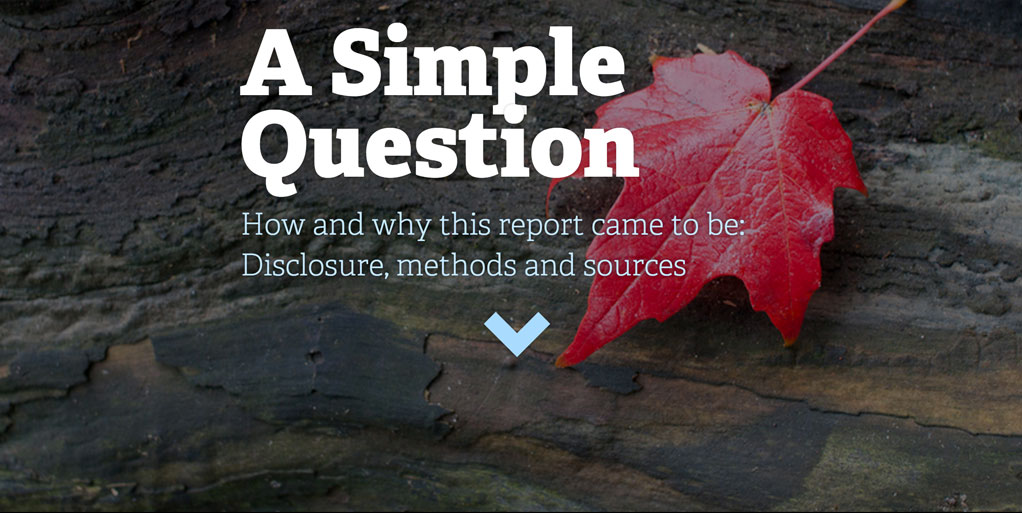 A Simple
Question
How and why this report came to be:
Disclosure, methods and sources